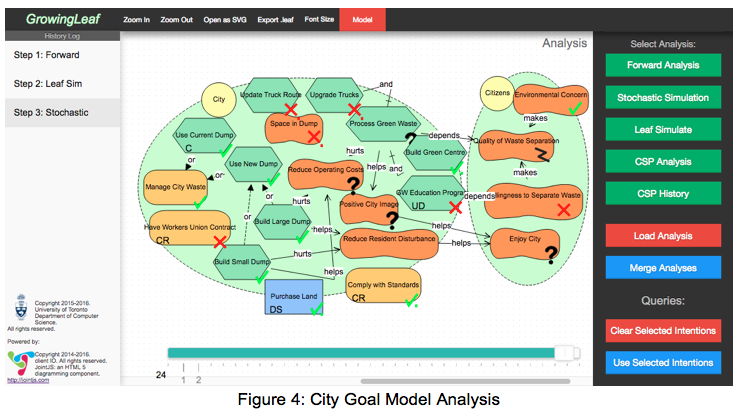 GrowingLeaf
Zoom In Zoom Out Open as SVG Export .leaf Font Size Model
History Log
Step 1: Forward
Step 2: Leaf Sim
Step 3: Stochastic
Analysis
City
Update Truck Route
Upgrade Trucks
and
Space in Dump
Process Green Waste
Use Current Dump
C
or
or
Use New Dump
Manage City Waste
hurts
Build Green Centre
Reduce Operating Costs
helps
and
GW Education Program
UD
or
or
hurts
Positive City Image
Have Workers Union Contract
CR
Build Large Dump
helps
Reduce Resident Disturbance
helps
helps
Build Small Dump
hurts
helps
Purchase Land
DS
Comply with Standards
CR
Citizens
Environmental Concern
makes
depends
Quality of Waste Separation
makes
depends
Willingness to Separate Waste
Enjoy City
24
1 2
Select Analysis:
Forward Analysis
Stochastic Simulation
Leaf Simulate
CSP Analysis
CSP History
Load Analysis
Merge Analyses
Queries:
Clear Selected Intentions
Use Selected Intentions
Copyright 2015-2016.
University of Toronto
Department of Computer
Science.
All rights reserved.
Powered by:
Copyright 2014-2016.
client IO. All rights reserved.
JointJS: an HTML 5
diagramming component.
http://jointjs.com
Figure 4: City Goal Model Analysis